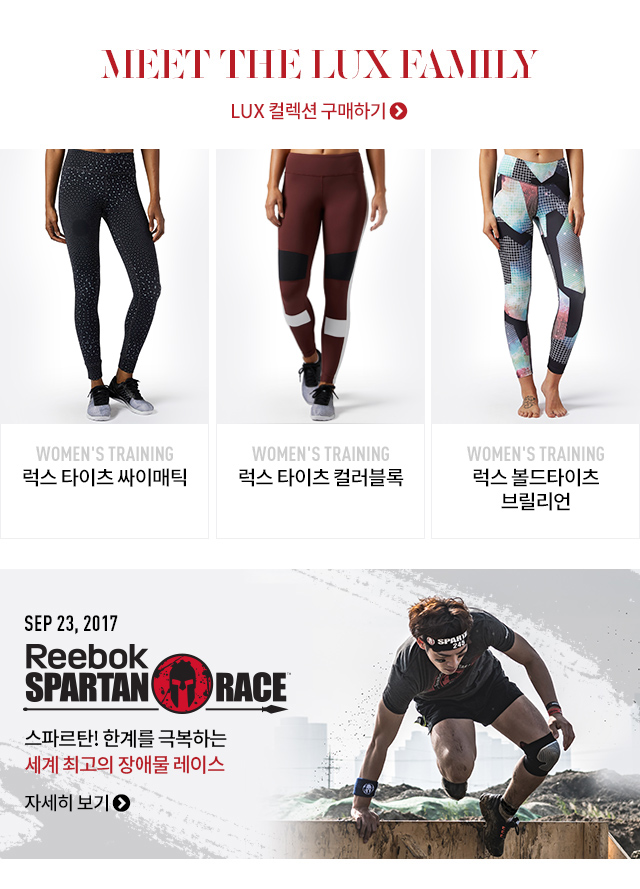 MEET THE LUX FAMILY
LUX 컬렉션 구매하기
WOMEN'S TRAINING
럭스 타이츠 싸이매틱
WOMEN'S TRAINING
럭스 타이츠 컬러블록
WOMEN'S TRAINING
럭스 볼드타이츠
브릴리언
SEP 23, 2017
Reebok
SPARTAN RACE
스파르탄! 한계를 극복하는
세계 최고의 장애물 레이스
자세히 보기
SPARTAN